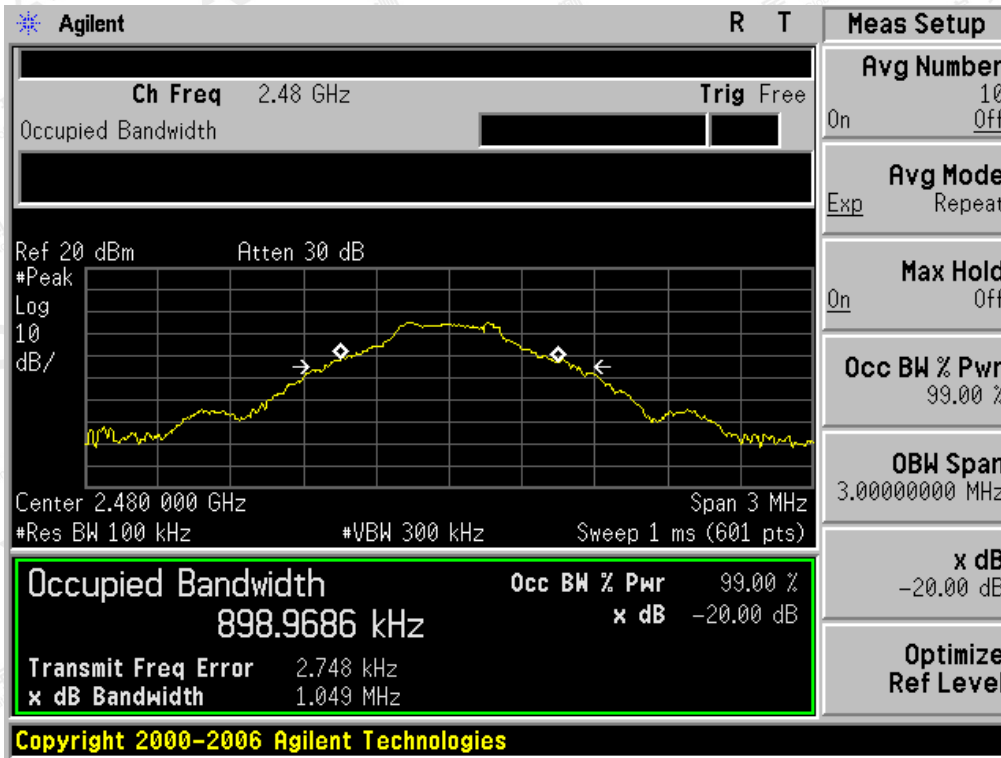 Agilent R T
Ch Freq 2.48 GHz Trig Free
Occupied Bandwidth
Ref 20 dBm Atten 30 dB
#Peak
Log
10
dB/
Center 2.480 000 GHz Span 3 MHz
#Res BW 100 kHz #VBW 300 kHz Sweep 1 ms (601 pts)
Occupied Bandwidth Occ BW % Pwr 99.00 %
898.9686 kHz x dB -20.00 dB
Transmit Freq Error 2.748 kHz
x dB Bandwidth 1.049 MHz
Copyright 2000-2006 Agilent Technologies
Meas Setup
Avg Number
10
On Off
Avg Mode
Exp Repeat
Max Hold
On Off
Occ BW % Pwr
99.00 %
OBW Span
3.00000000 MHz
x dB
-20.00 dB
Optimize
Ref Level